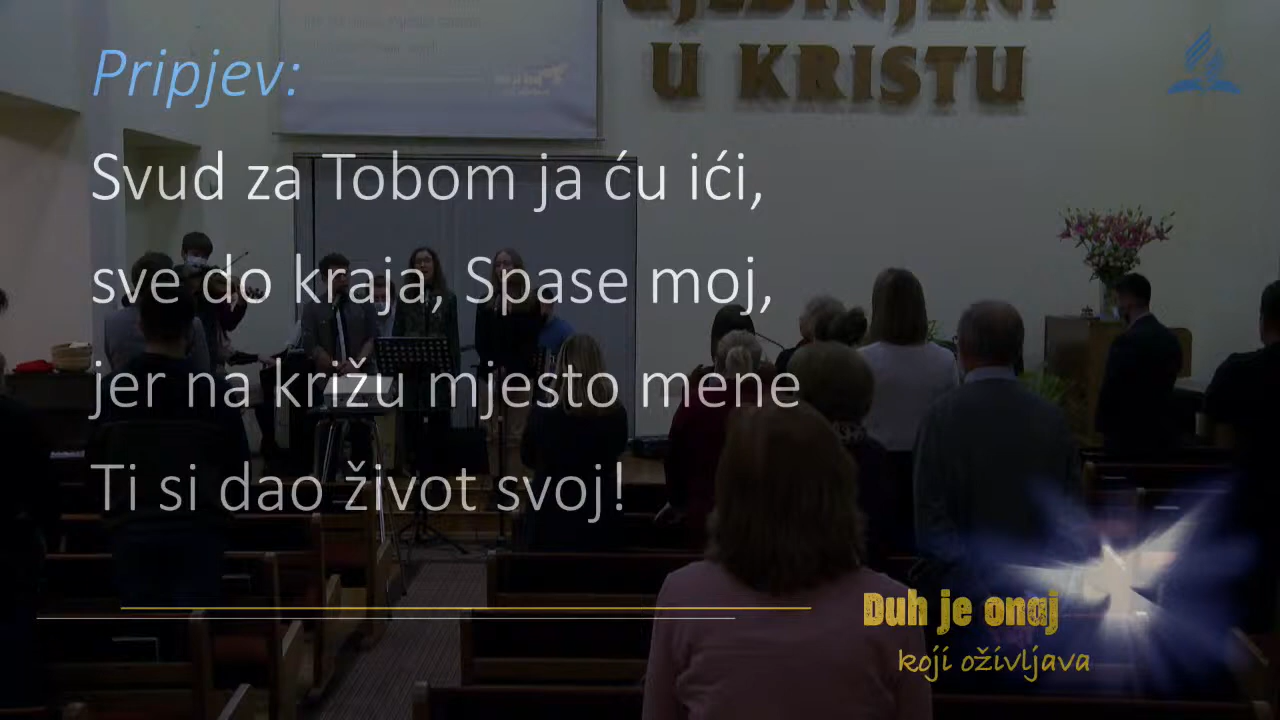 UJEDINJENI
U KRISTU
Pripjev:
Svud za Tobom ja ću ići,
sve do kraja, Spase moj,
jer na križu mjesto mene
Ti si dao život svoj!
Duh je onaj
koji oživljava